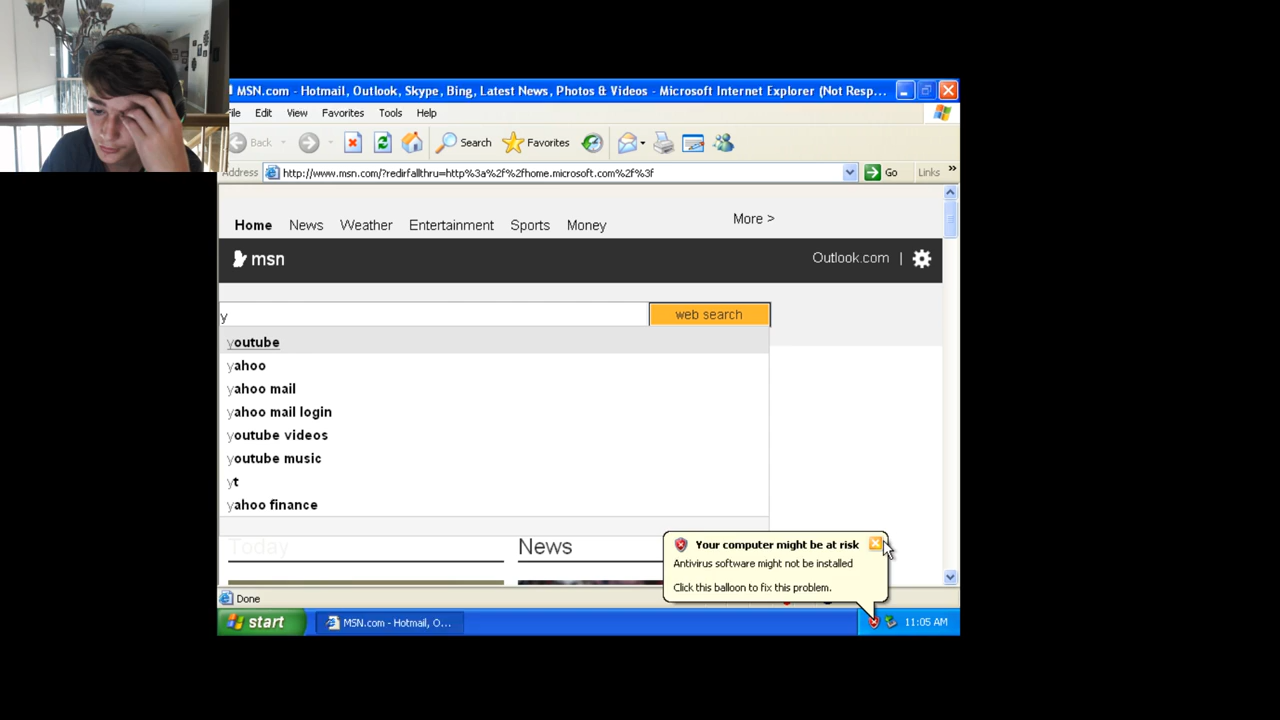 MSN.com - Hotmail, Outlook, Skype, Bing, Latest News, Photos & Videos - Microsoft Internet Explorer (Not Resp...
File Edit View Favorites Tools Help
Back Search Favorites
Address http://www.msn.com/?redirfallthru=http%3a%2f%2fhome.microsoft.com%2f%3f Go Links »
Home News Weather Entertainment Sports Money More >
msn Outlook.com |
y web search
youtube
yahoo
yahoo mail
yahoo mail login
youtube videos
youtube music
yt
yahoo finance
Today News
Your computer might be at risk
Antivirus software might not be installed
Click this balloon to fix this problem.
Done
start MSN.com - Hotmail, O... 11:05 AM